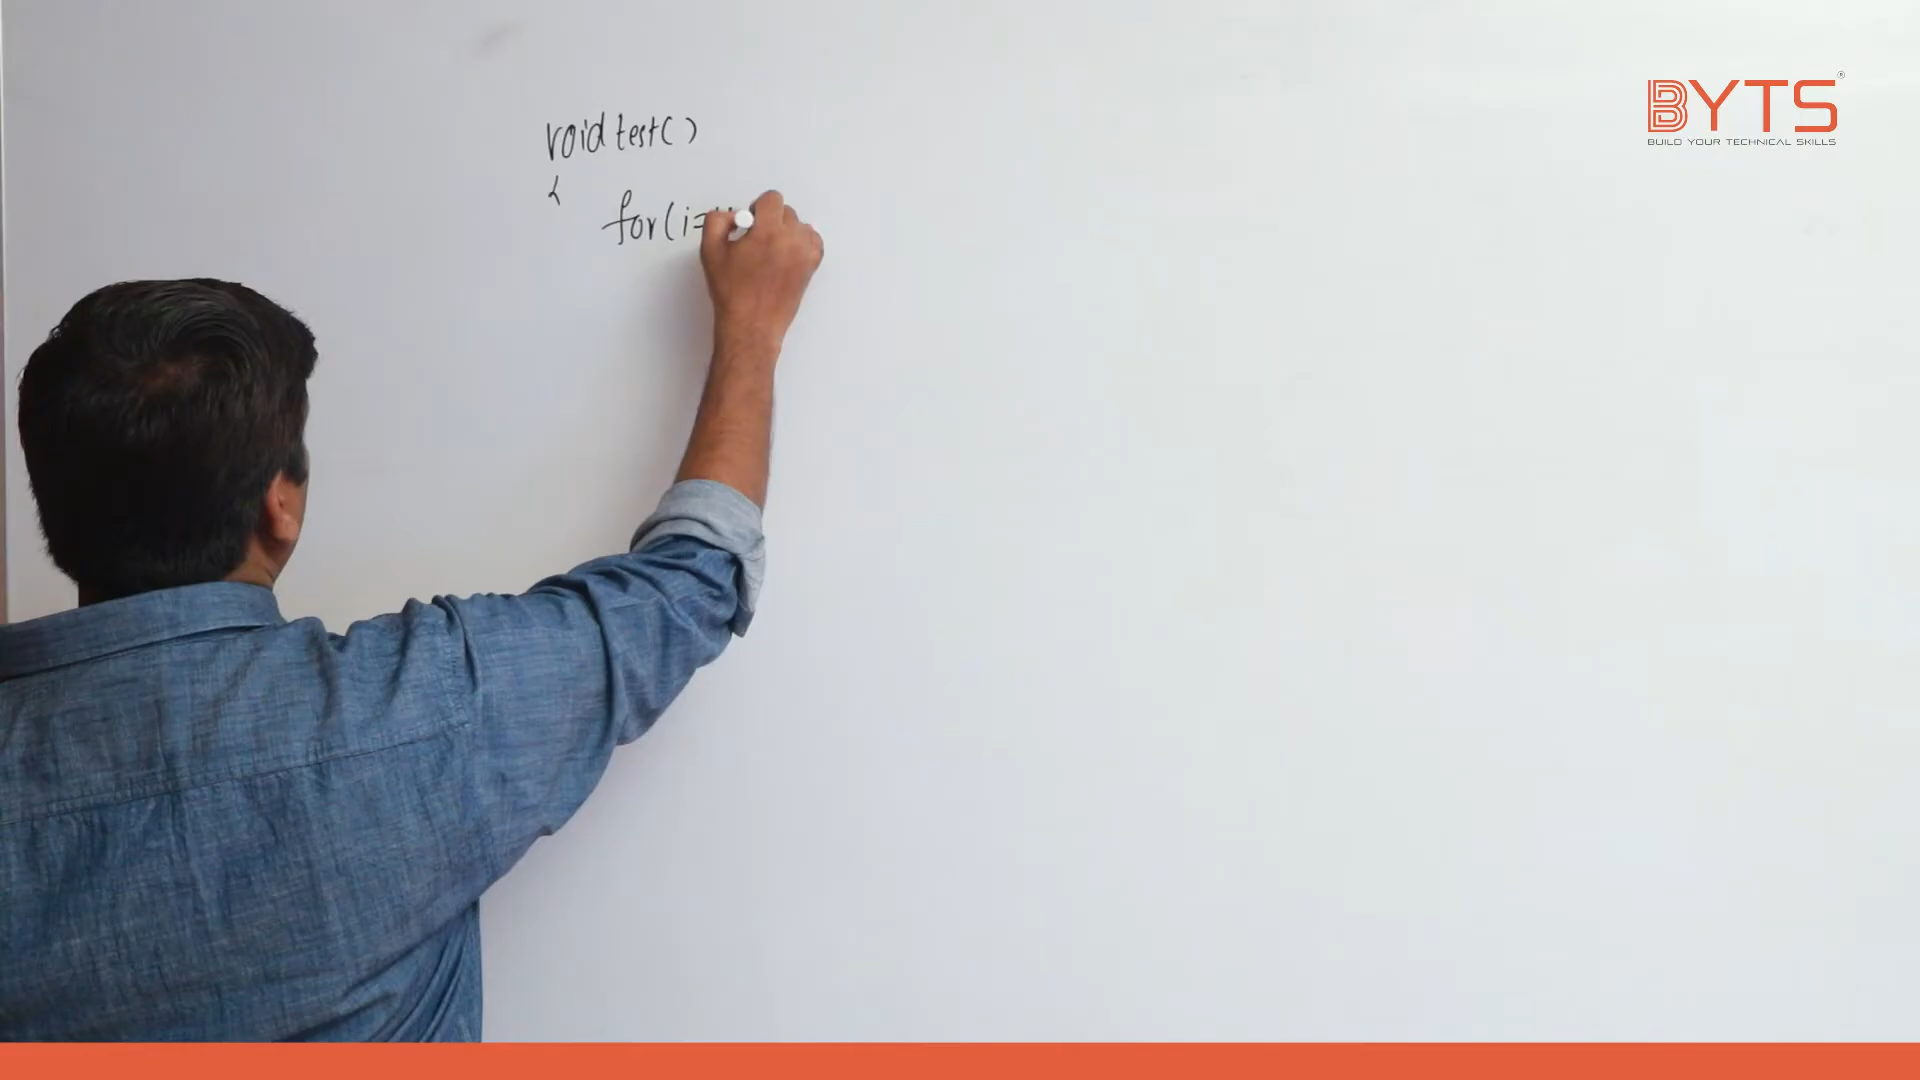 void test()
{
for(i=
BYTS®
BUILD YOUR TECHNICAL SKILLS